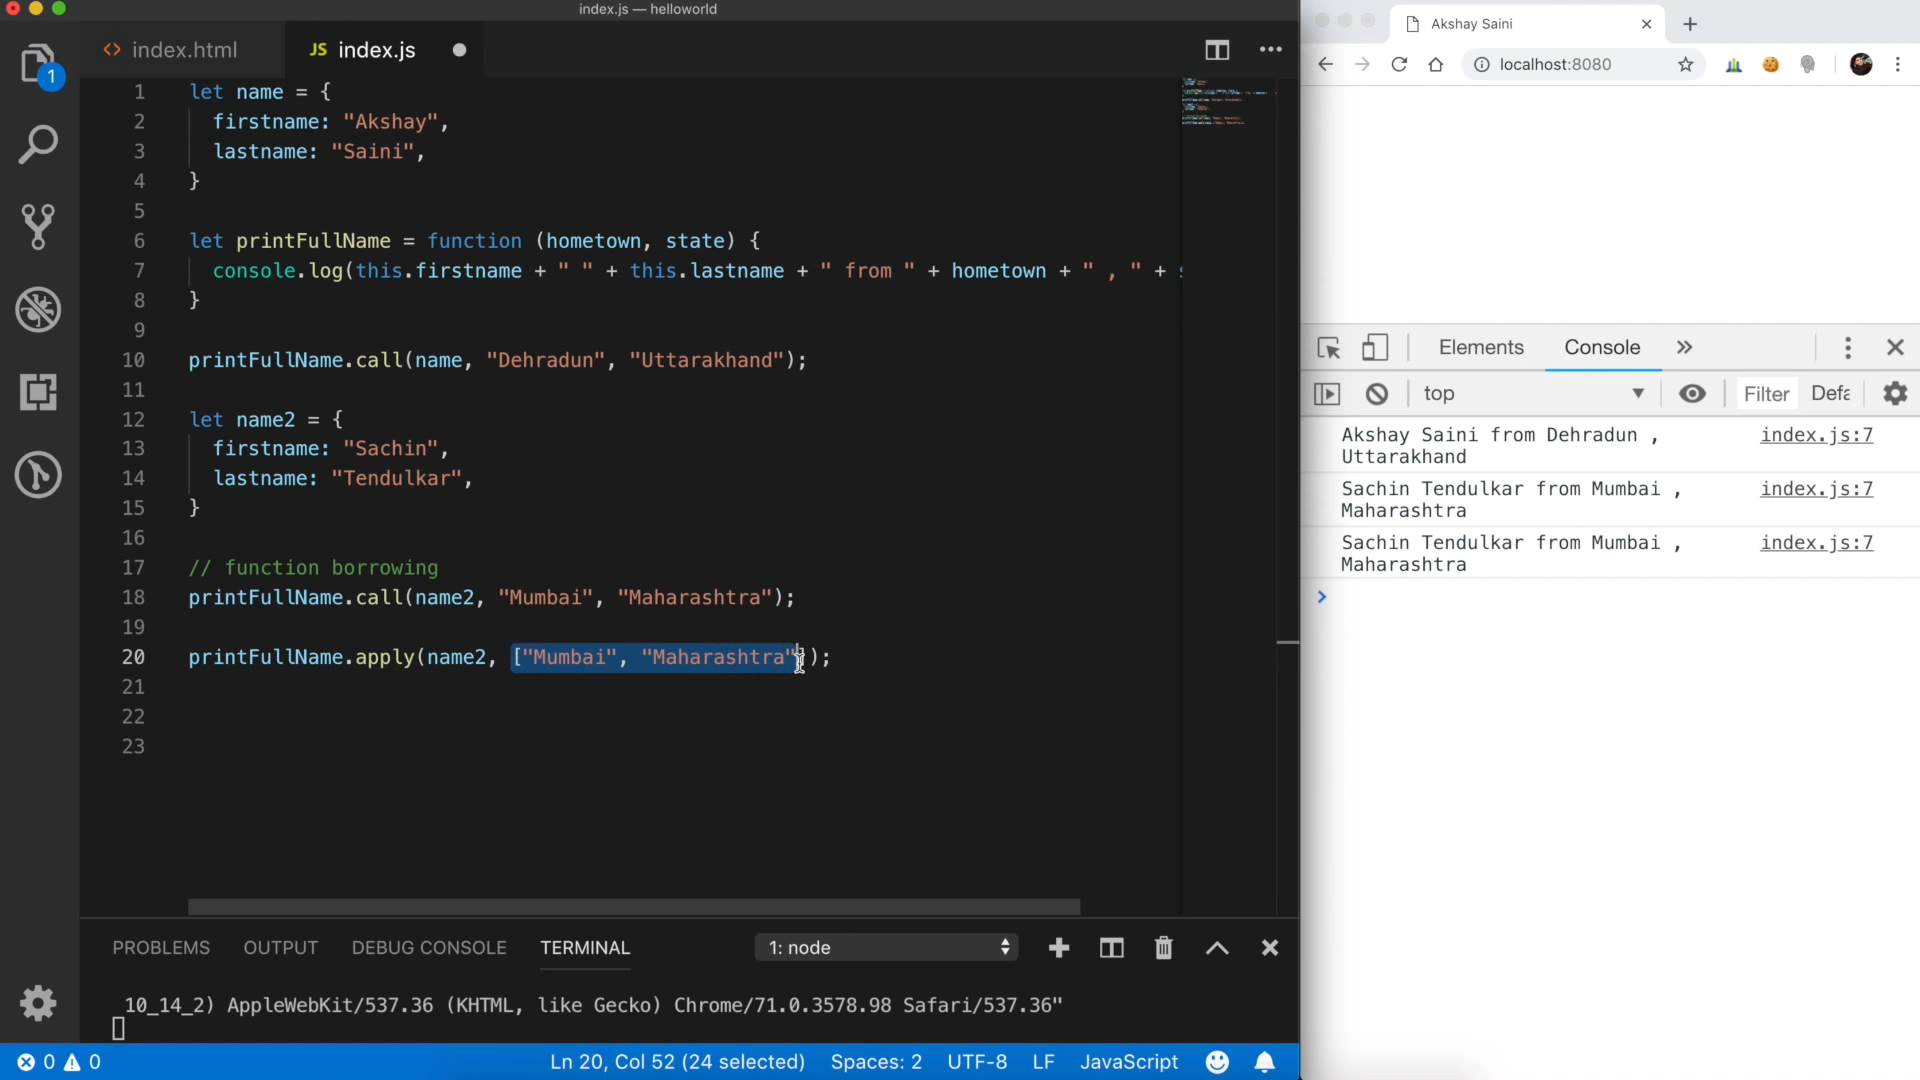 index.js — helloworld
<> index.html
JS index.js
1
1 let name = {
2 firstname: "Akshay",
3 lastname: "Saini",
4 }
5
6 let printFullName = function (hometown, state) {
7 console.log(this.firstname + " " + this.lastname + " from " + hometown + " , " +
8 }
9
10 printFullName.call(name, "Dehradun", "Uttarakhand");
11
12 let name2 = {
13 firstname: "Sachin",
14 lastname: "Tendulkar",
15 }
16
17 // function borrowing
18 printFullName.call(name2, "Mumbai", "Maharashtra");
19
20 printFullName.apply(name2, ["Mumbai", "Maharashtra"]);
21
22
23
PROBLEMS OUTPUT DEBUG CONSOLE TERMINAL 1: node
10_14_2) AppleWebKit/537.36 (KHTML, like Gecko) Chrome/71.0.3578.98 Safari/537.36"
0 0 Ln 20, Col 52 (24 selected) Spaces: 2 UTF-8 LF JavaScript
Akshay Saini
localhost:8080
Elements Console »
top Filter Defa
Akshay Saini from Dehradun , index.js:7
Uttarakhand
Sachin Tendulkar from Mumbai , index.js:7
Maharashtra
Sachin Tendulkar from Mumbai , index.js:7
Maharashtra